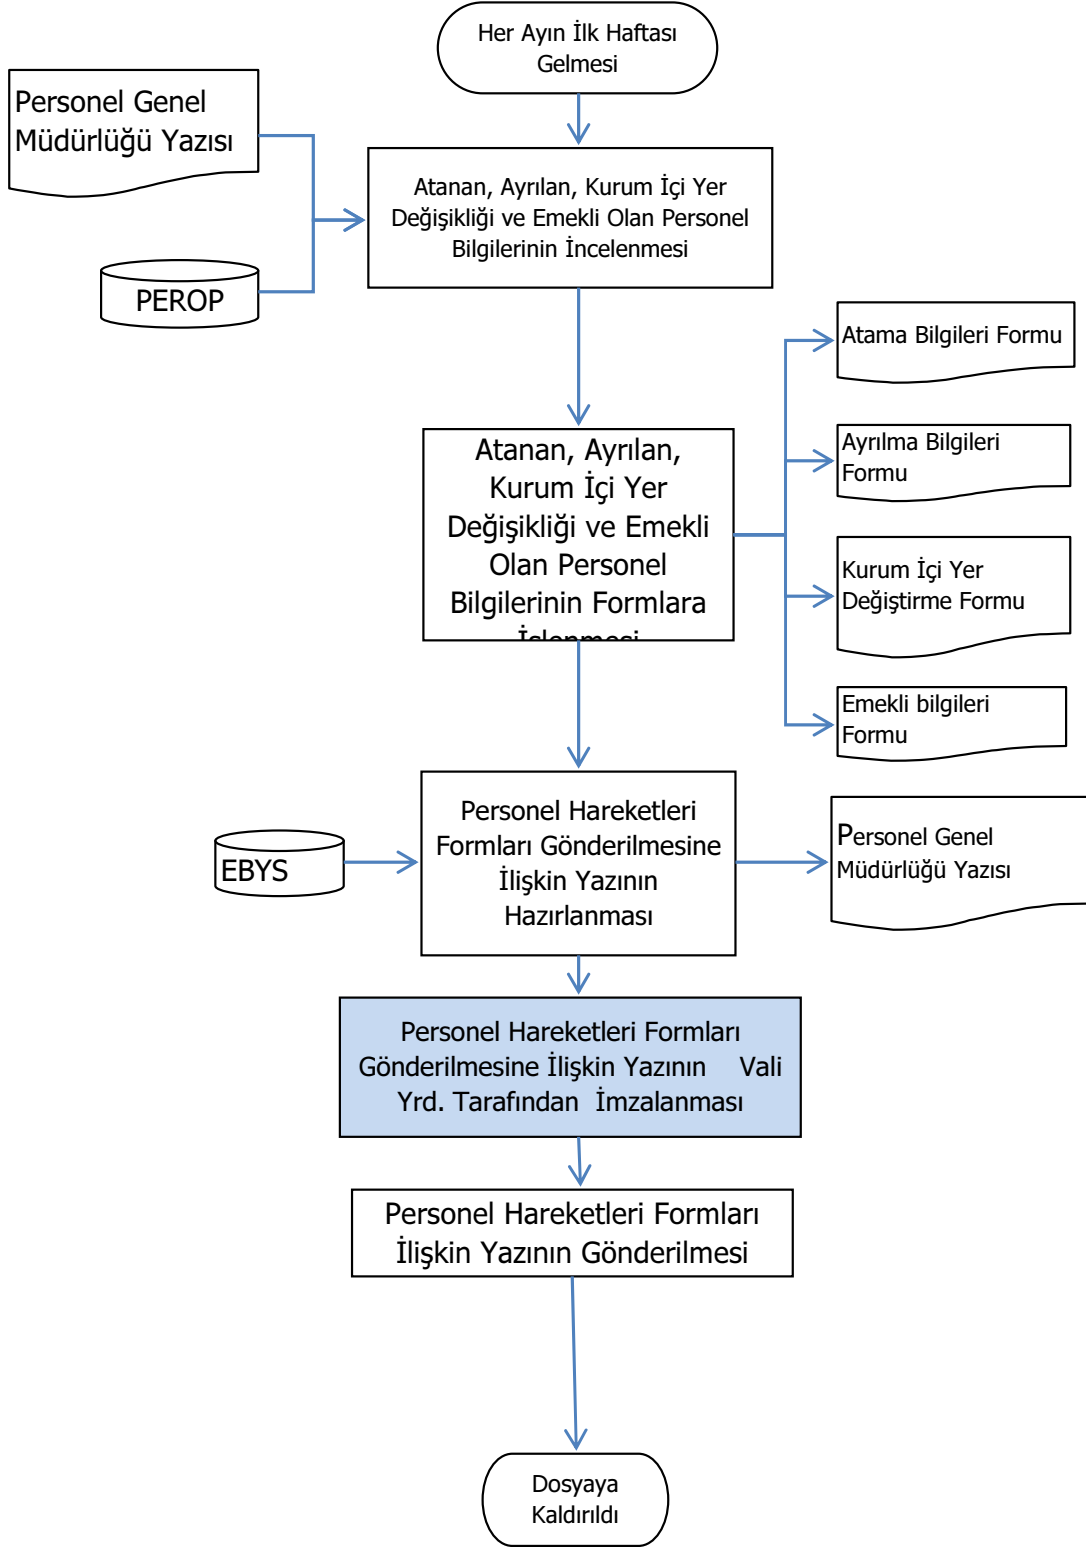 Her Ayın İlk Haftası
Gelmesi
Personel Genel
Müdürlüğü Yazısı
Atanan, Ayrılan, Kurum İçi Yer
Değişikliği ve Emekli Olan Personel
Bilgilerinin İncelenmesi
PEROP
Atama Bilgileri Formu
Atanan, Ayrılan,
Kurum İçi Yer
Değişikliği ve Emekli
Olan Personel
Bilgilerinin Formlara
İşlenmesi
Ayrılma Bilgileri
Formu
Kurum İçi Yer
Değiştirme Formu
Emekli bilgileri
Formu
Personel Hareketleri
Formları Gönderilmesine
İlişkin Yazının
Hazırlanması
EBYS
Personel Genel
Müdürlüğü Yazısı
Personel Hareketleri Formları
Gönderilmesine İlişkin Yazının Vali
Yrd. Tarafından İmzalanması
Personel Hareketleri Formları
İlişkin Yazının Gönderilmesi
Dosyaya
Kaldırıldı